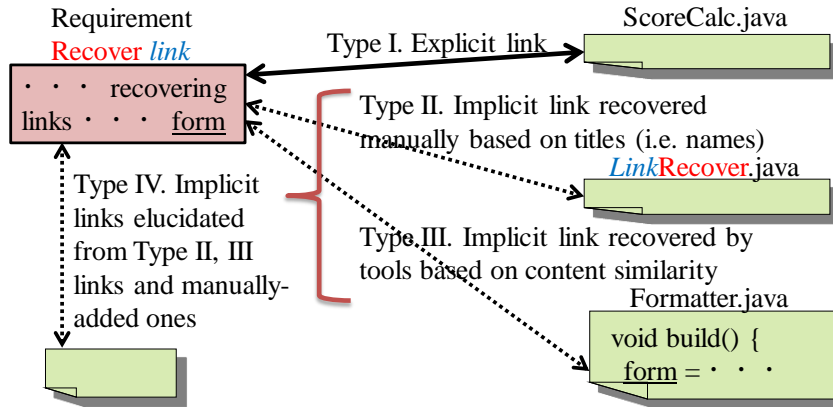 Requirement
Recover link
・ ・ ・ recovering
links ・ ・ ・ form
Type I. Explicit link
ScoreCalc.java
Type II. Implicit link recovered
manually based on titles (i.e. names)
LinkRecover.java
Type IV. Implicit
links elucidated
from Type II, III
links and manually-
added ones
Type III. Implicit link recovered by
tools based on content similarity
Formatter.java
void build() {
form = ・ ・ ・